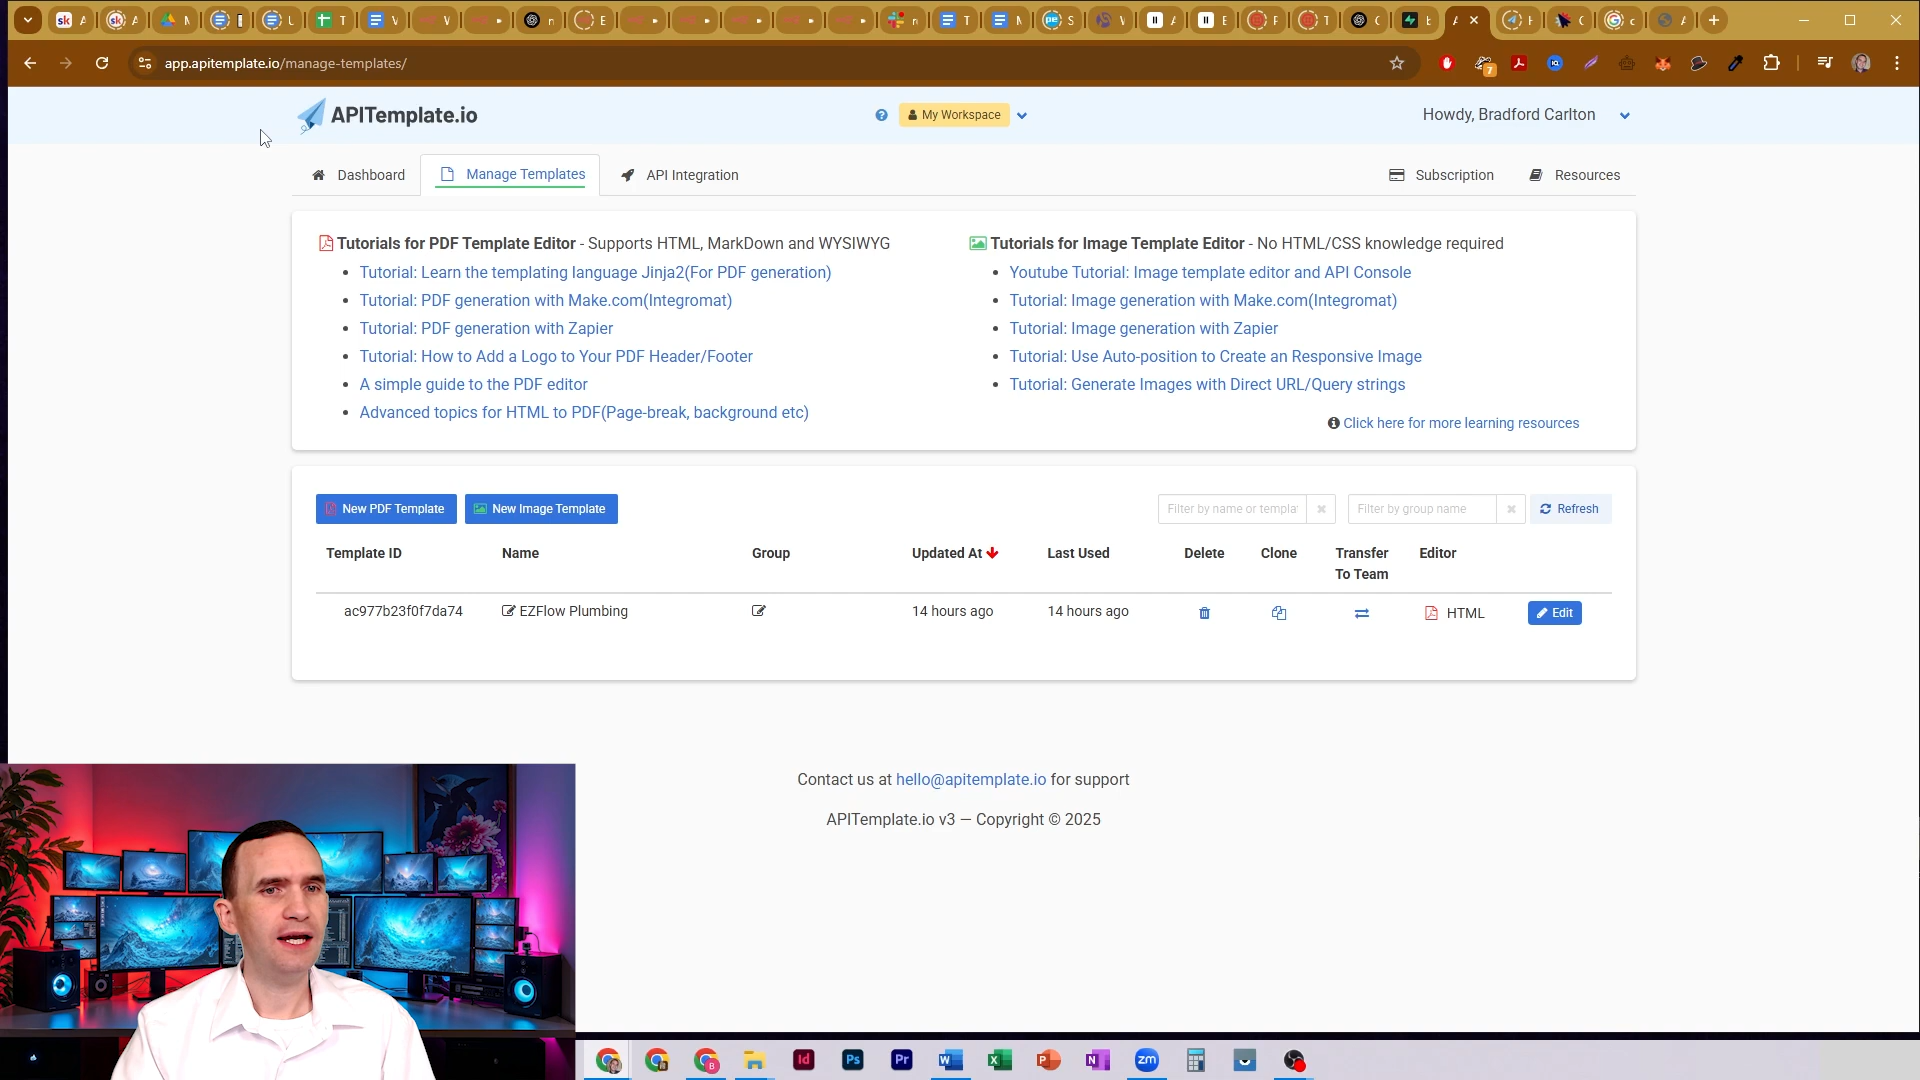 app.apitemplate.io/manage-templates/
7
APITemplate.io
My Workspace
Howdy, Bradford Carlton
Dashboard
Manage Templates
API Integration
Subscription
Resources
Tutorials for PDF Template Editor - Supports HTML, MarkDown and WYSIWYG
Tutorial: Learn the templating language Jinja2(For PDF generation)
Tutorial: PDF generation with Make.com(Integromat)
Tutorial: PDF generation with Zapier
Tutorial: How to Add a Logo to Your PDF Header/Footer
A simple guide to the PDF editor
Advanced topics for HTML to PDF(Page-break, background etc)
Tutorials for Image Template Editor - No HTML/CSS knowledge required
Youtube Tutorial: Image template editor and API Console
Tutorial: Image generation with Make.com(Integromat)
Tutorial: Image generation with Zapier
Tutorial: Use Auto-position to Create an Responsive Image
Tutorial: Generate Images with Direct URL/Query strings
Click here for more learning resources
New PDF Template
New Image Template
Filter by name or templat
Filter by group name
Refresh
Template ID
Name
Group
Updated At
Last Used
Delete
Clone
Transfer
To Team
Editor
ac977b23f0f7da74
EZFlow Plumbing
14 hours ago
14 hours ago
HTML
Edit
Contact us at hello@apitemplate.io for support
APITemplate.io v3 — Copyright © 2025
Id
Ps
Pr
W
X
P
N
zm